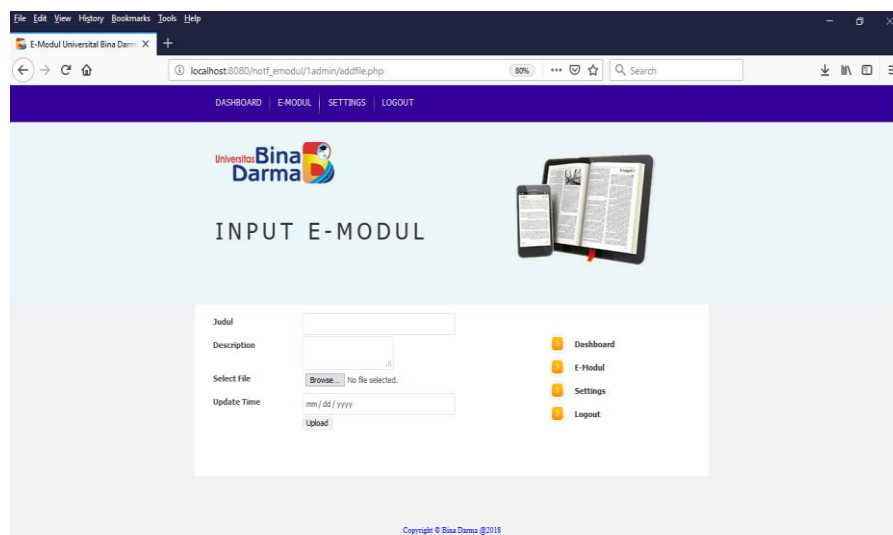 File Edit View History Bookmarks Tools Help
E-Modul Universital Bina Darm
localhost:8080/notf_emodul/1admin/addfile.php 80% Search
DASHBOARD E-MODUL SETTINGS LOGOUT
Universitas Bina
Darma
INPUT E-MODUL
Judul
Description
Select File Browse... No file selected.
Update Time mm / dd / yyyy
Upload
Dashboard
E-Modul
Settings
Logout
Copyright © Bina Darma @2018